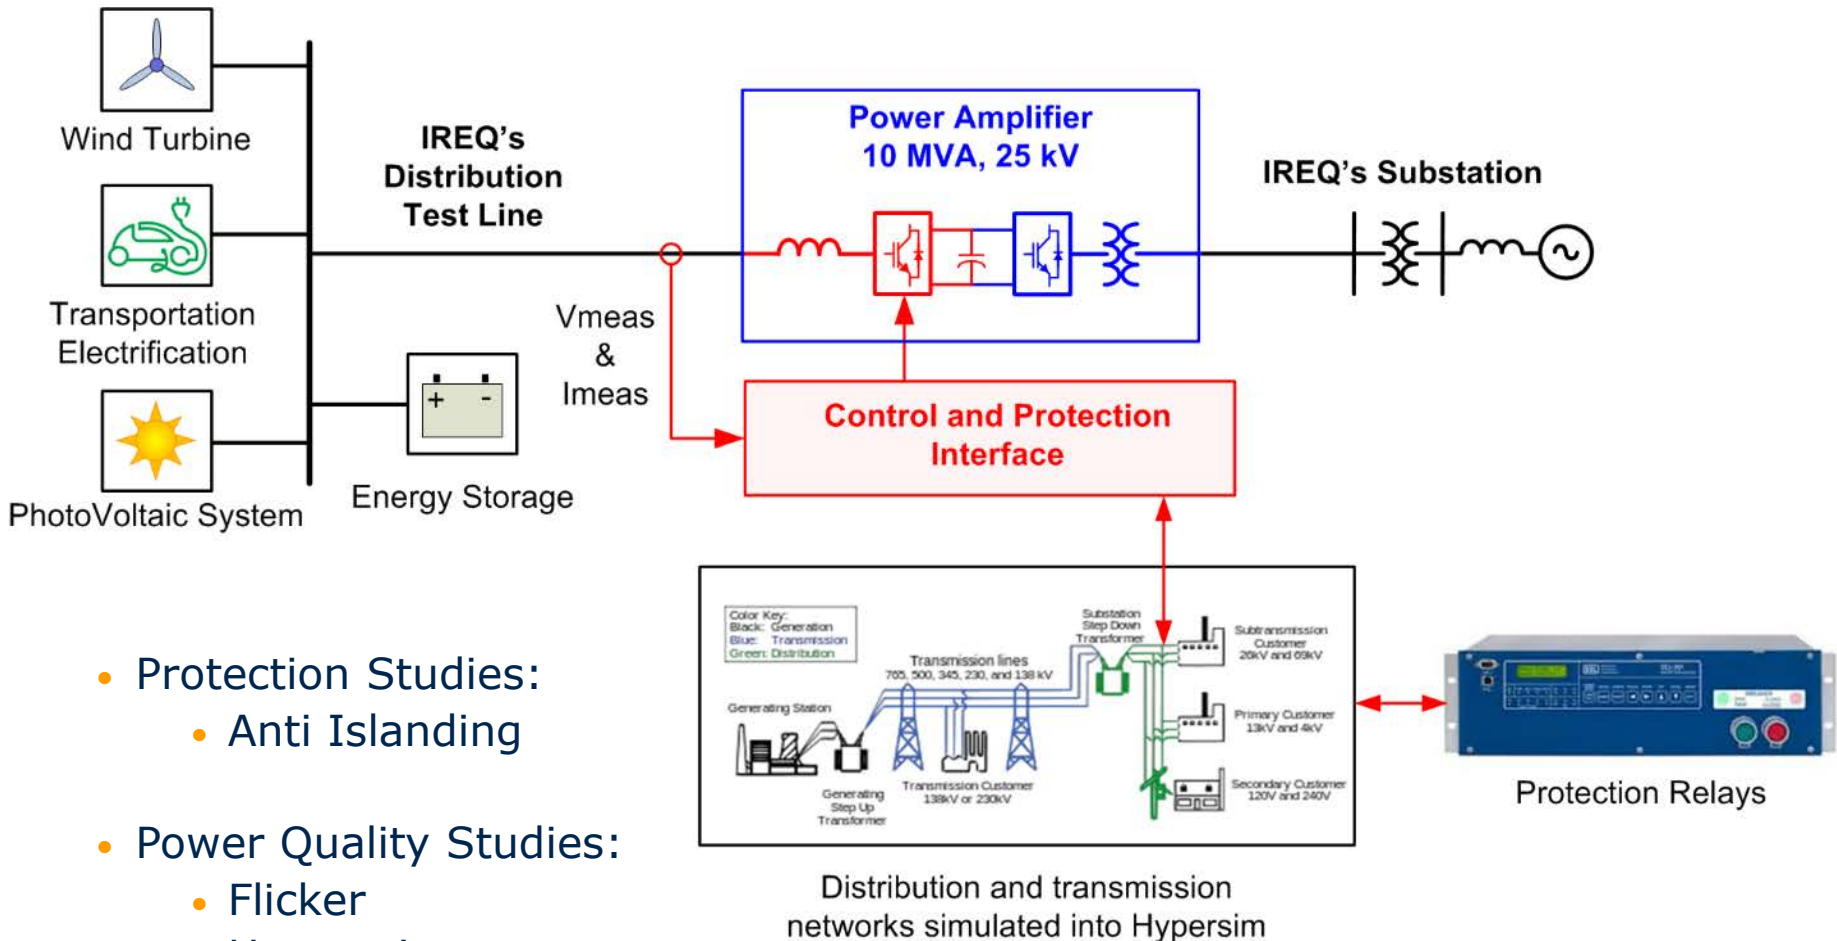 Wind Turbine
Transportation
Electrification
PhotoVoltaic System
Energy Storage
IREQ's
Distribution
Test Line
Vmeas
&
Imeas
Power Amplifier
10 MVA, 25 kV
IREQ's Substation
Control and Protection
Interface
Color Key:
Black: Generation
Blue: Transmission
Green: Distribution
Generating Station
Generating
Step Up
Transformer
Transmission lines
765, 500, 345, 230, and 138 kV
Transmission Customer
138kV or 230kV
Substation
Step Down
Transformer
Subtransmission
Customer
26kV and 69kV
Primary Customer
13kV and 4kV
Secondary Customer
120V and 240V
Protection Relays
Distribution and transmission
networks simulated into Hypersim
• Protection Studies:
• Anti Islanding
• Power Quality Studies:
• Flicker